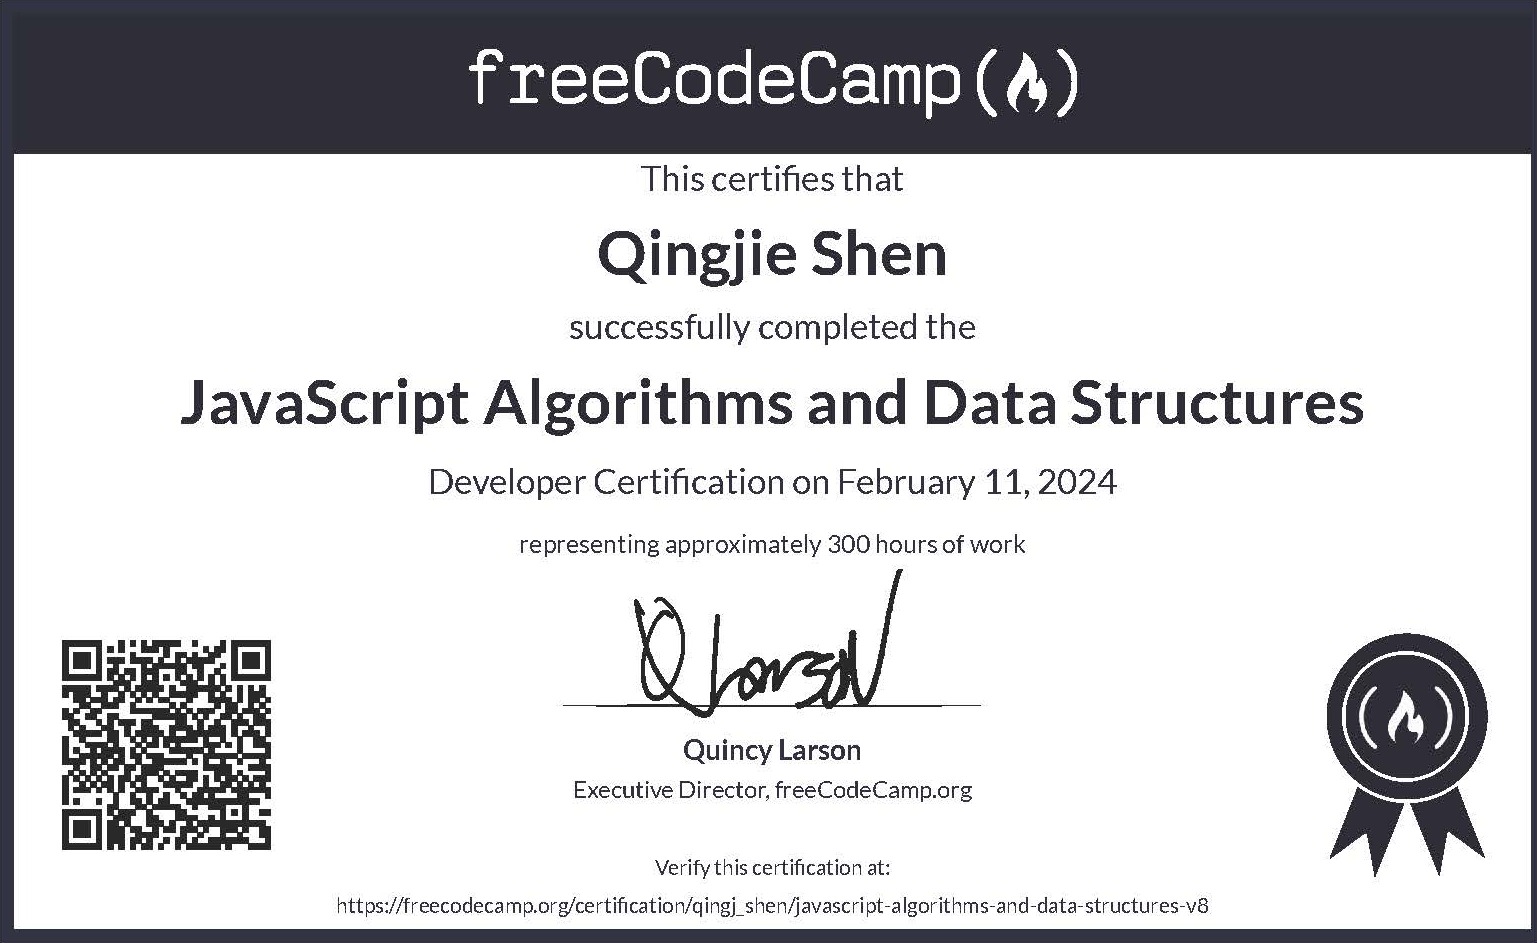 freeCodeCamp
This certifies that
Qingjie Shen
successfully completed the
JavaScript Algorithms and Data Structures
Developer Certification on February 11, 2024
representing approximately 300 hours of work
Q Larson
Quincy Larson
Executive Director, freeCodeCamp.org
Verify this certification at:
https://freecodecamp.org/certification/qingj_shen/javascript-algorithms-and-data-structures-v8